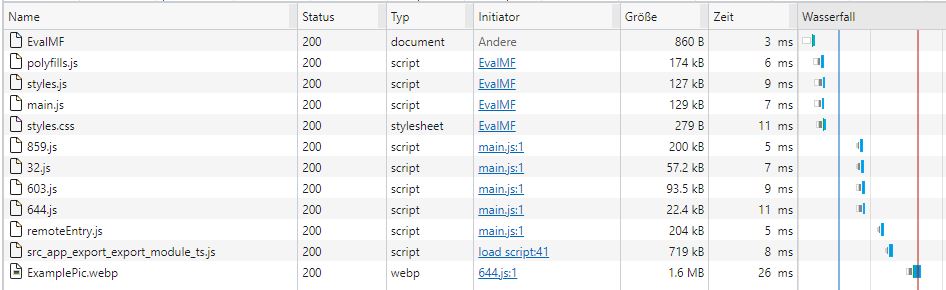 Name Status Typ Initiator Größe Zeit Wasserfall
EvalMF 200 document Andere 860 B 3 ms
polyfills.js 200 script EvalMF 174 kB 6 ms
styles.js 200 script EvalMF 127 kB 9 ms
main.js 200 script EvalMF 129 kB 7 ms
styles.css 200 stylesheet EvalMF 279 B 11 ms
859.js 200 script main.js:1 200 kB 5 ms
32.js 200 script main.js:1 57.2 kB 7 ms
603.js 200 script main.js:1 93.5 kB 9 ms
644.js 200 script main.js:1 22.4 kB 11 ms
remoteEntry.js 200 script main.js:1 204 kB 5 ms
src_app_export_export_module_ts.js 200 script load script:41 719 kB 8 ms
ExamplePic.webp 200 webp 644.js:1 1.6 MB 26 ms